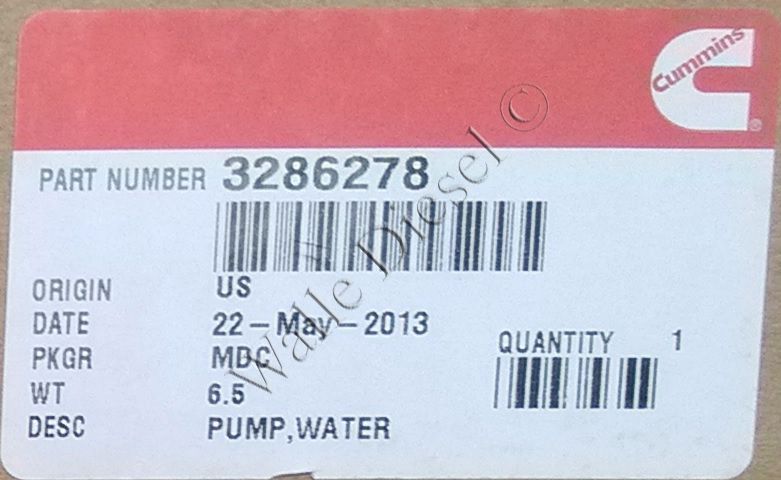 Cummins
®
PART NUMBER 3286278
ORIGIN US
DATE 22-May-2013
PKGR MDC
WT 6.5
DESC PUMP,WATER
QUANTITY 1
Walle Diesel ©